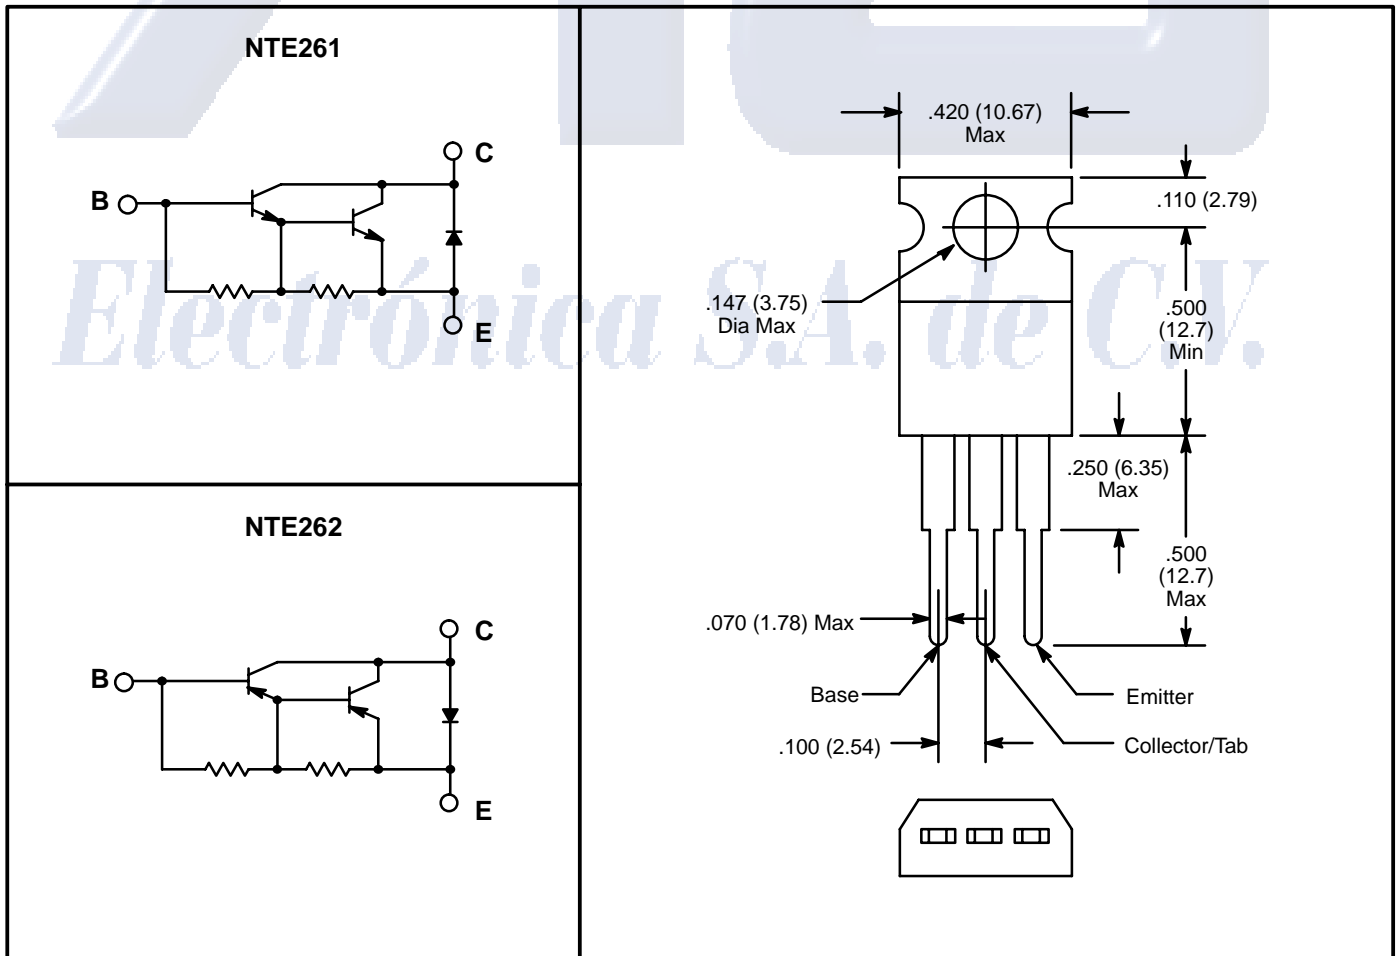 NTE261
C
B
E
NTE262
C
B
E
.420 (10.67)
Max
.110 (2.79)
.147 (3.75)
Dia Max
.500
(12.7)
Min
.250 (6.35)
Max
.500
(12.7)
Max
.070 (1.78) Max
Base
Emitter
.100 (2.54)
Collector/Tab
Electrónica S.A. de C.V.